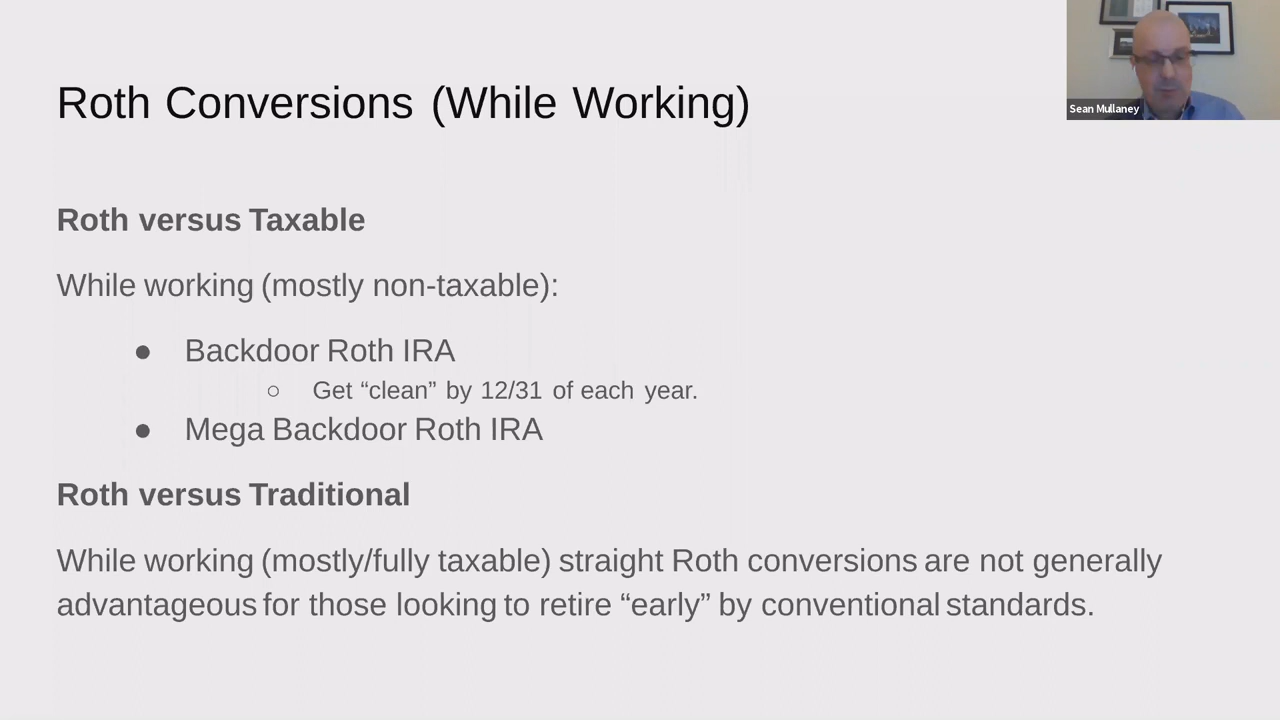 Roth Conversions (While Working)
Sean Mullaney
Roth versus Taxable
While working (mostly non-taxable):
● Backdoor Roth IRA
○ Get “clean” by 12/31 of each year.
● Mega Backdoor Roth IRA
Roth versus Traditional
While working (mostly/fully taxable) straight Roth conversions are not generally
advantageous for those looking to retire “early” by conventional standards.